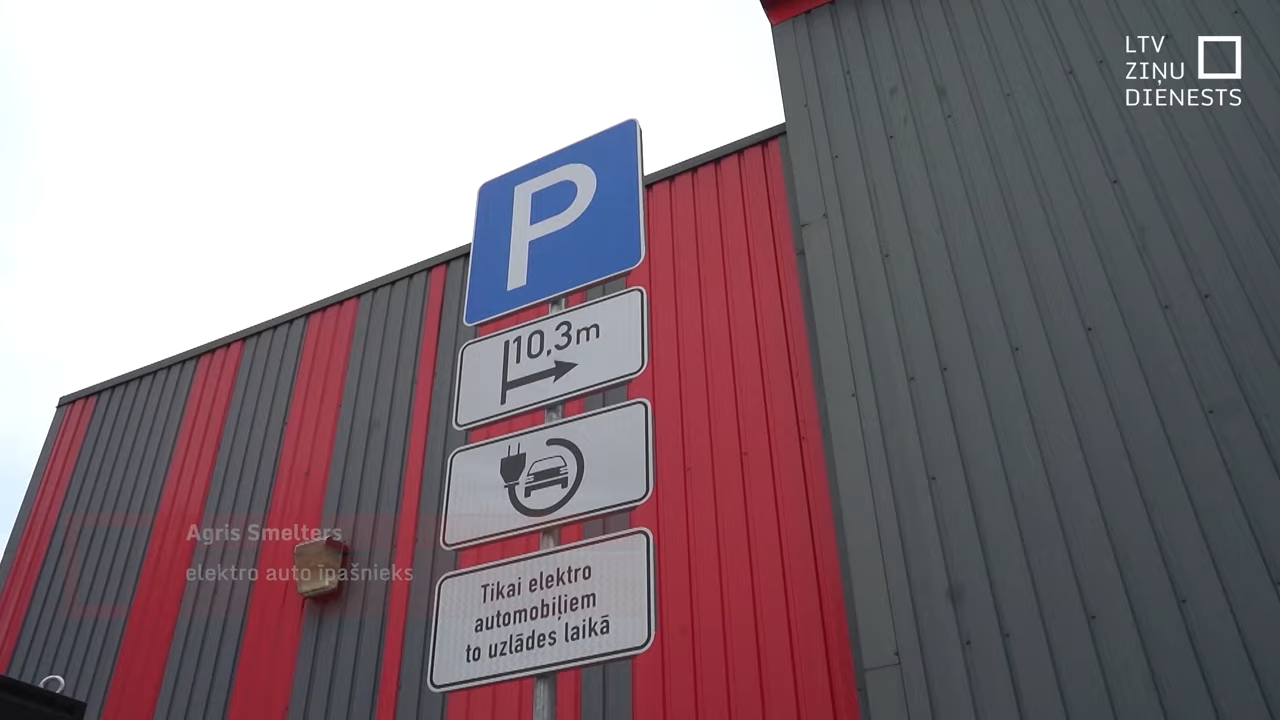 LTV
ZIŅU
DIENESTS
P
10,3m
Agris Smelters
elektro auto īpašnieks
Tikai elektro
automobiļiem
to uzlādes laikā